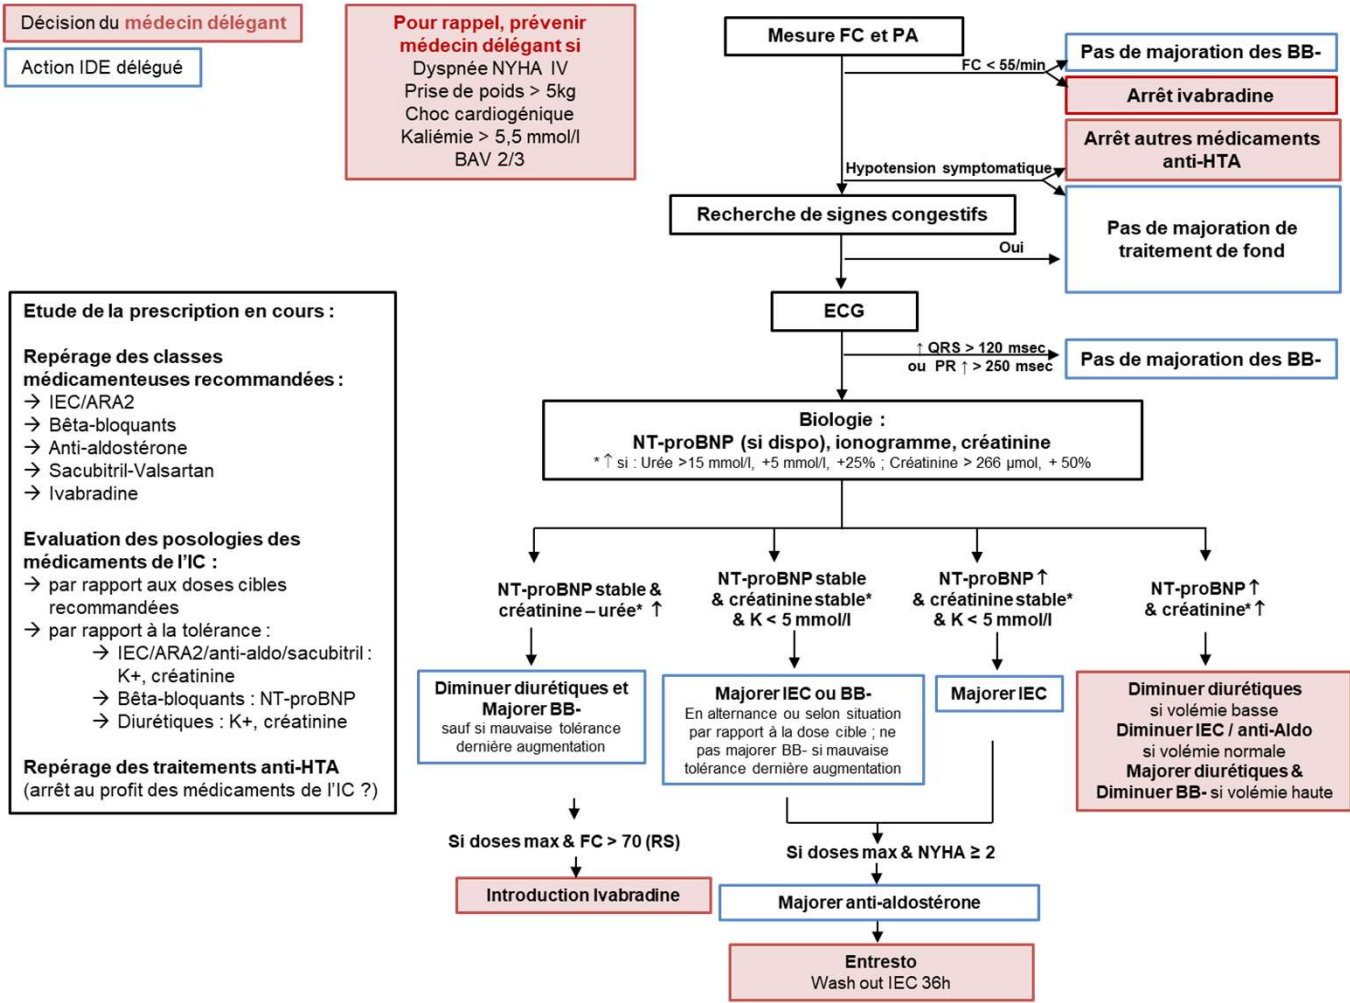 Décision du médecin délégant
Action IDE délégué
Pour rappel, prévenir
médecin délégant si
Dyspnée NYHA IV
Prise de poids > 5kg
Choc cardiogénique
Kaliémie > 5,5 mmol/l
BAV 2/3
Mesure FC et PA
FC < 55/min
Pas de majoration des BB-
Arrêt ivabradine
Arrêt autres médicaments
anti-HTA
Hypotension symptomatique
Recherche de signes congestifs
Oui
Pas de majoration de
traitement de fond
ECG
↑ QRS > 120 msec
ou PR ↑ > 250 msec
Pas de majoration des BB-
Etude de la prescription en cours :
Repérage des classes
médicamenteuses recommandées :
→ IEC/ARA2
→ Bêta-bloquants
→ Anti-aldostérone
→ Sacubitril-Valsartan
→ Ivabradine
Evaluation des posologies des
médicaments de l'IC :
→ par rapport aux doses cibles
recommandées
→ par rapport à la tolérance :
→ IEC/ARA2/anti-aldo/sacubitril :
K+, créatinine
→ Bêta-bloquants : NT-proBNP
→ Diurétiques : K+, créatinine
Repérage des traitements anti-HTA
(arrêt au profit des médicaments de l'IC ?)
Biologie :
NT-proBNP (si dispo), ionogramme, créatinine
* ↑ si : Urée >15 mmol/l, +5 mmol/l, +25% ; Créatinine > 266 µmol, + 50%
NT-proBNP stable &
créatinine – urée* ↑
Diminuer diurétiques et
Majorer BB-
sauf si mauvaise tolérance
dernière augmentation
Si doses max & FC > 70 (RS)
Introduction Ivabradine
NT-proBNP stable
& créatinine stable*
& K < 5 mmol/l
Majorer IEC ou BB-
En alternance ou selon situation
par rapport à la dose cible ; ne
pas majorer BB- si mauvaise
tolérance dernière augmentation
NT-proBNP ↑
& créatinine stable*
& K < 5 mmol/l
Majorer IEC
Si doses max & NYHA ≥ 2
Majorer anti-aldostérone
Entresto
Wash out IEC 36h
NT-proBNP ↑
& créatinine* ↑
Diminuer diurétiques
si volémie basse
Diminuer IEC / anti-Aldo
si volémie normale
Majorer diurétiques &
Diminuer BB- si volémie haute